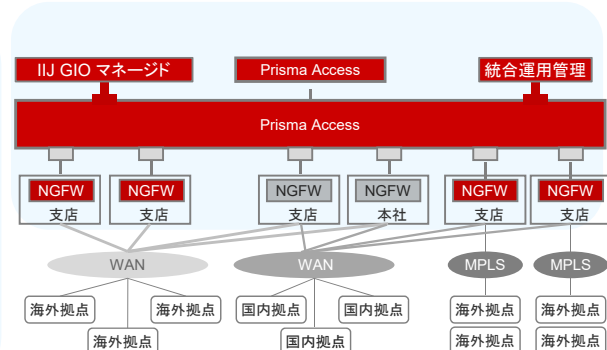 IIJ GIO マネージド
Prisma Access
統合運用管理
Prisma Access
NGFW
NGFW
NGFW
NGFW
NGFW
NGFW
支店
支店
支店
本社
支店
支店
WAN
WAN
MPLS
MPLS
海外拠点
海外拠点
国内拠点
国内拠点
海外拠点
海外拠点
海外拠点
国内拠点
海外拠点
海外拠点